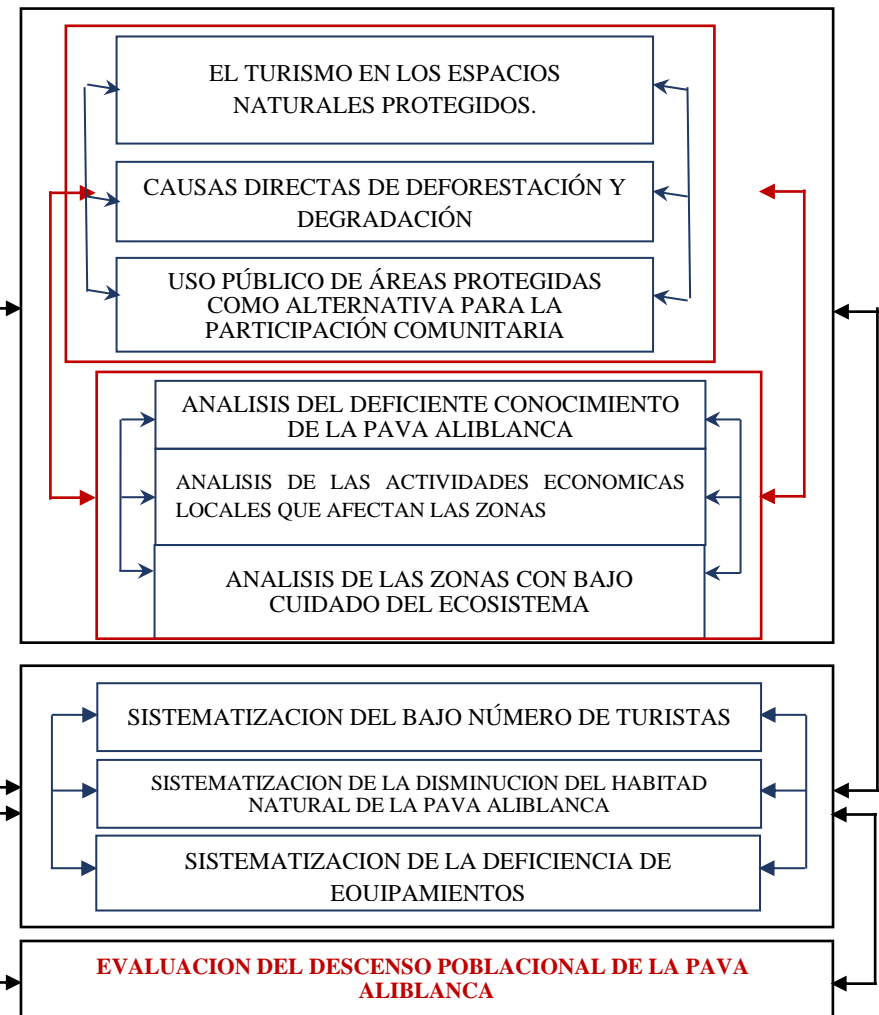 EL TURISMO EN LOS ESPACIOS
NATURALES PROTEGIDOS.
CAUSAS DIRECTAS DE DEFORESTACIÓN Y
DEGRADACIÓN
USO PÚBLICO DE ÁREAS PROTEGIDAS
COMO ALTERNATIVA PARA LA
PARTICIPACIÓN COMUNITARIA
ANALISIS DEL DEFICIENTE CONOCIMIENTO
DE LA PAVA ALIBLANCA
ANALISIS DE LAS ACTIVIDADES ECONOMICAS
LOCALES QUE AFECTAN LAS ZONAS
ANALISIS DE LAS ZONAS CON BAJO
CUIDADO DEL ECOSISTEMA
SISTEMATIZACION DEL BAJO NÚMERO DE TURISTAS
SISTEMATIZACION DE LA DISMINUCION DEL HABITAD
NATURAL DE LA PAVA ALIBLANCA
SISTEMATIZACION DE LA DEFICIENCIA DE
EQUIPAMIENTOS
EVALUACION DEL DESCENSO POBLACIONAL DE LA PAVA
ALIBLANCA